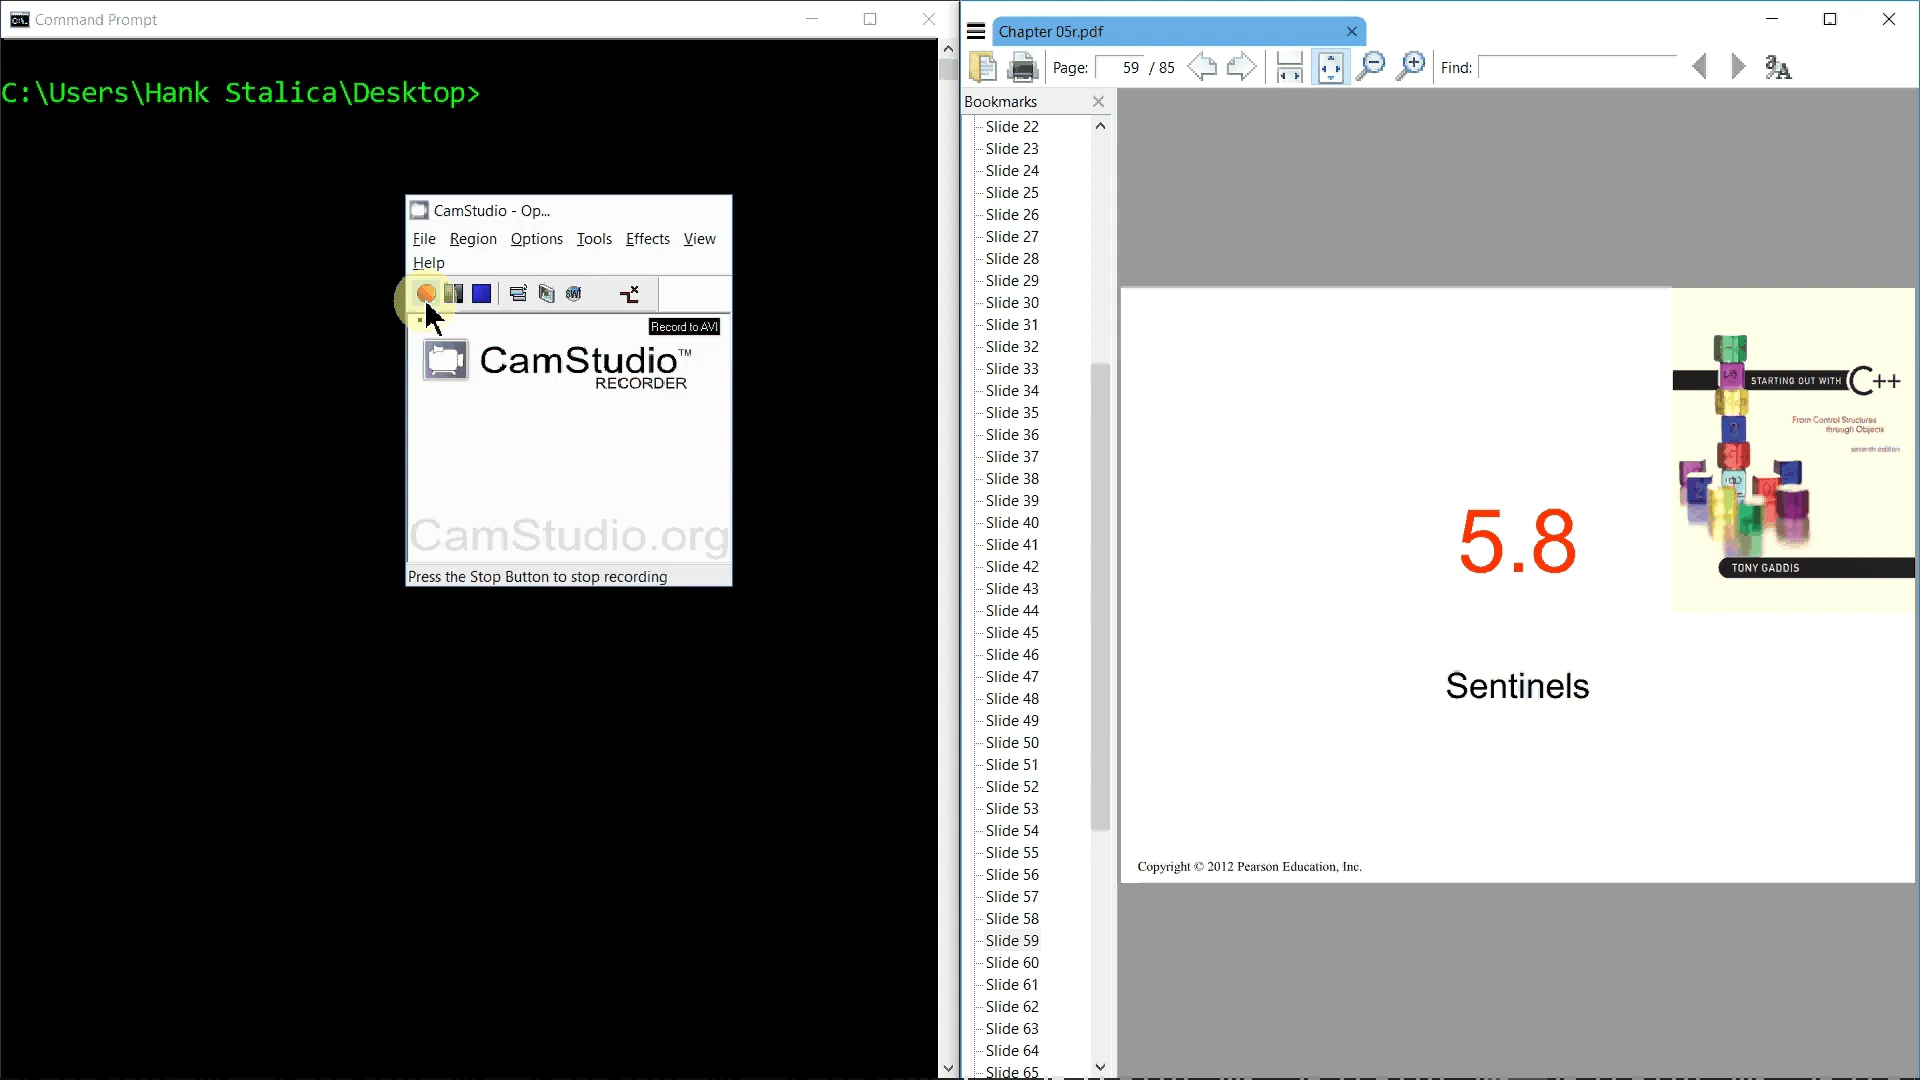 Command Prompt
C:\Users\Hank Stalica\Desktop>
CamStudio - Op...
File Region Options Tools Effects View
Help
Record to AVI
CamStudio™
RECORDER
CamStudio.org
Press the Stop Button to stop recording
Chapter 05r.pdf
Page: 59 / 85 Find:
Bookmarks
Slide 22
Slide 23
Slide 24
Slide 25
Slide 26
Slide 27
Slide 28
Slide 29
Slide 30
Slide 31
Slide 32
Slide 33
Slide 34
Slide 35
Slide 36
Slide 37
Slide 38
Slide 39
Slide 40
Slide 41
Slide 42
Slide 43
Slide 44
Slide 45
Slide 46
Slide 47
Slide 48
Slide 49
Slide 50
Slide 51
Slide 52
Slide 53
Slide 54
Slide 55
Slide 56
Slide 57
Slide 58
Slide 59
Slide 60
Slide 61
Slide 62
Slide 63
Slide 64
Slide 65
STARTING OUT WITH C++
From Control Structures
through Objects
seventh edition
TONY GADDIS
5.8
Sentinels
Copyright © 2012 Pearson Education, Inc.